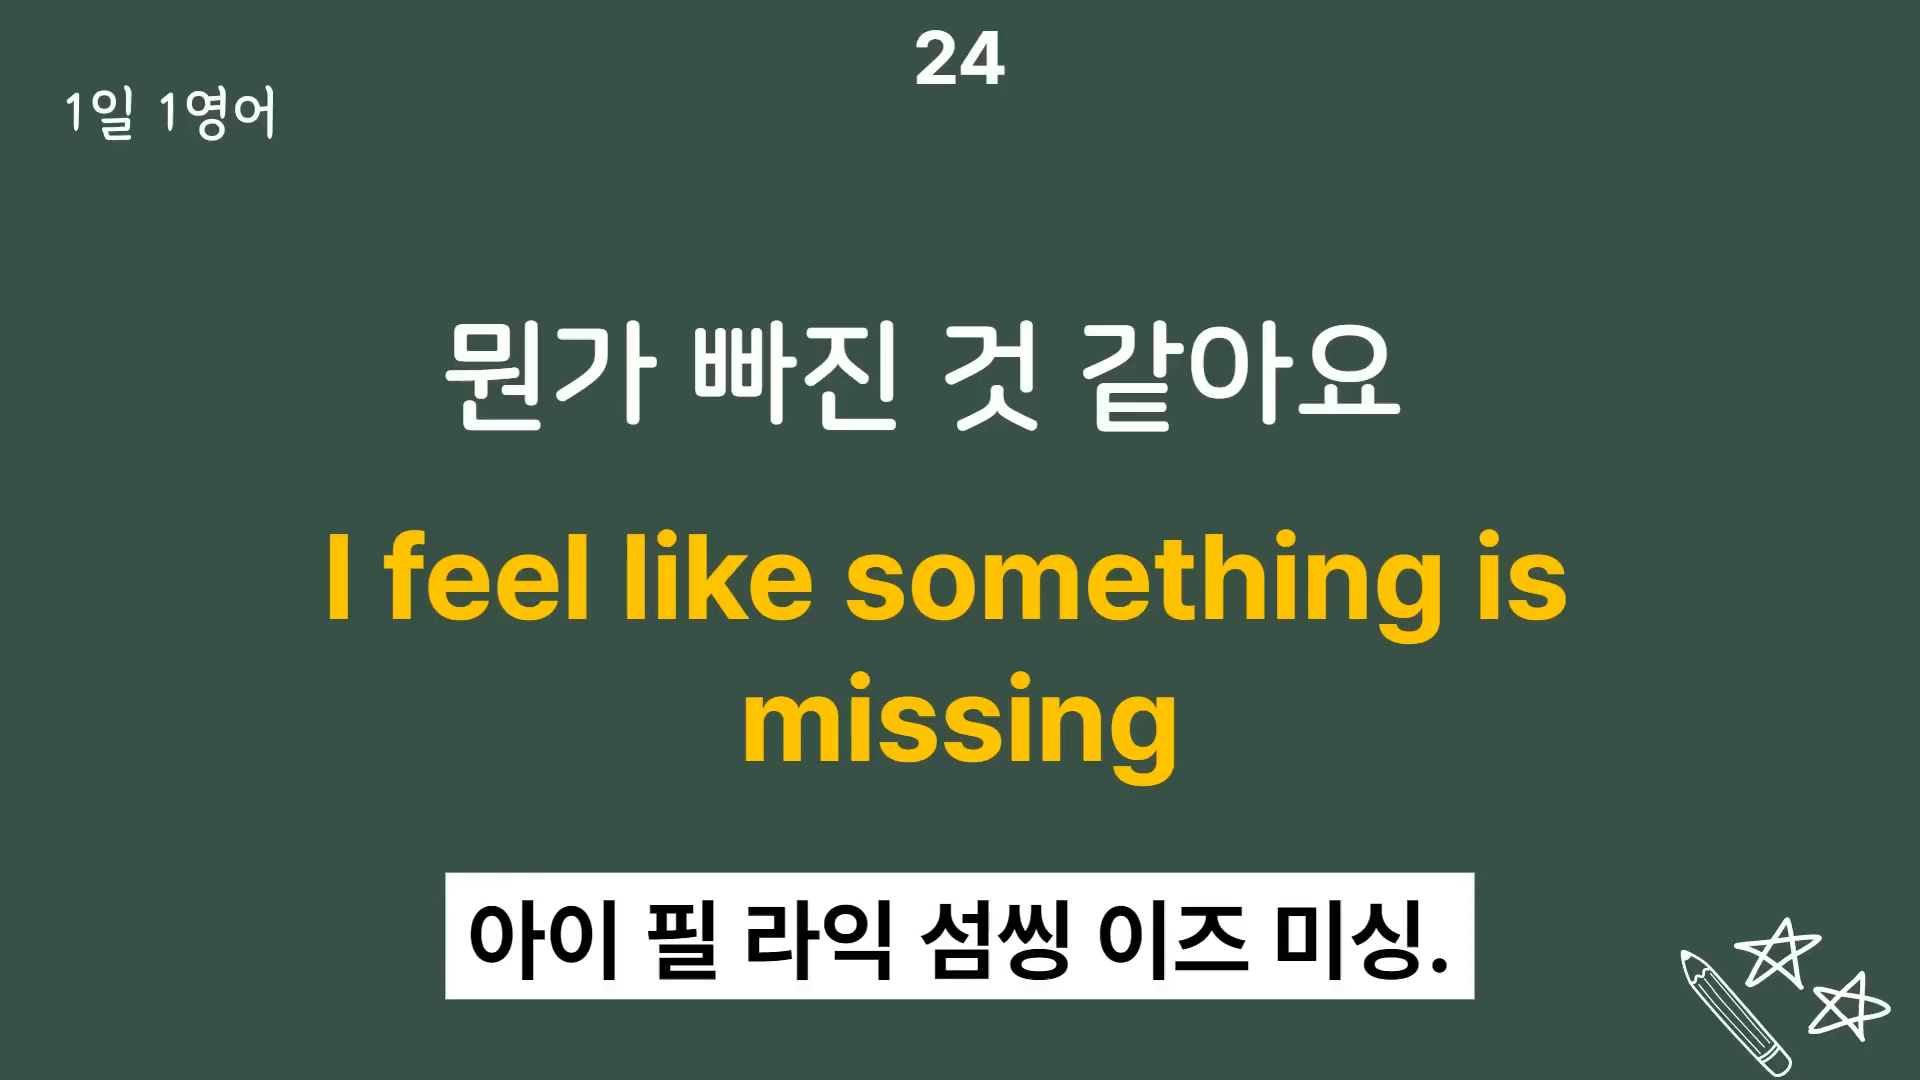 24
1일 1영어
뭔가 빠진 것 같아요
I feel like something is
missing
아이 필 라익 섬씽 이즈 미싱.